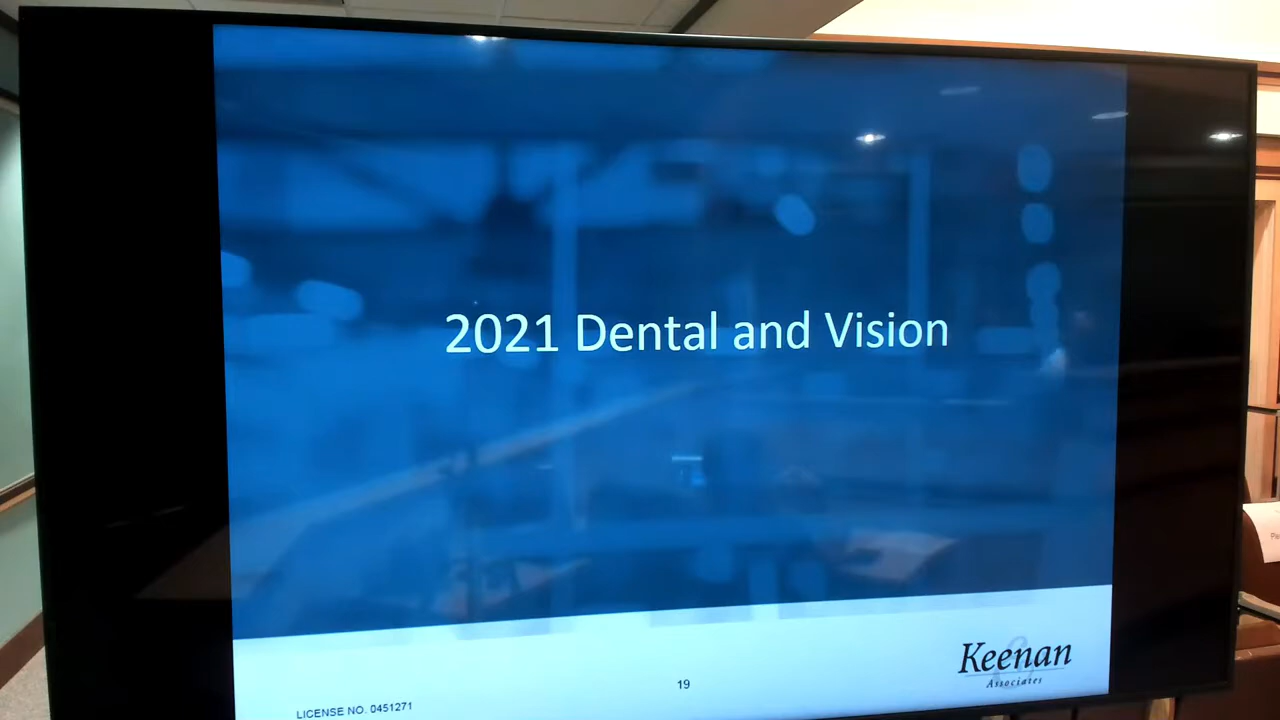 2021 Dental and Vision
Keenan
& Associates
19
LICENSE NO. 0451271